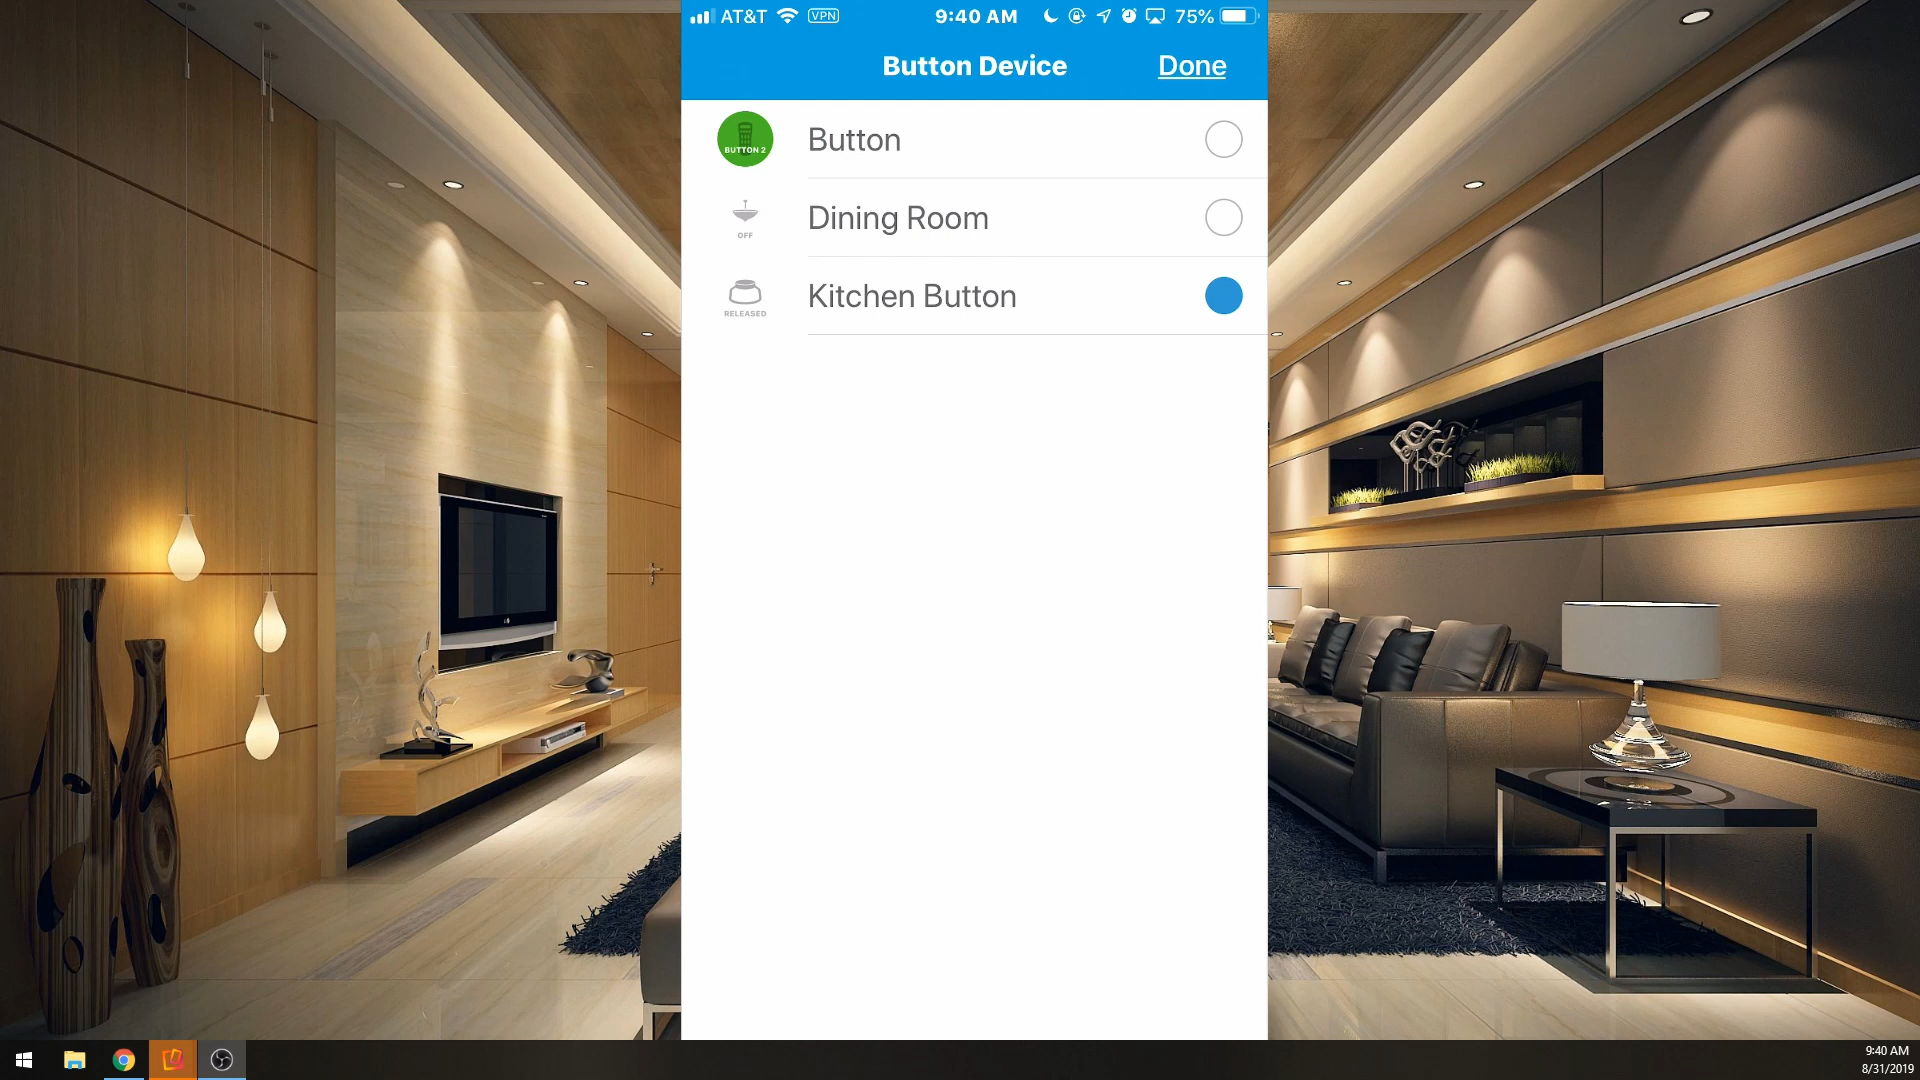 AT&T VPN 9:40 AM 75%
Button Device Done
BUTTON 2
Button
OFF
Dining Room
RELEASED
Kitchen Button
9:40 AM
8/31/2019